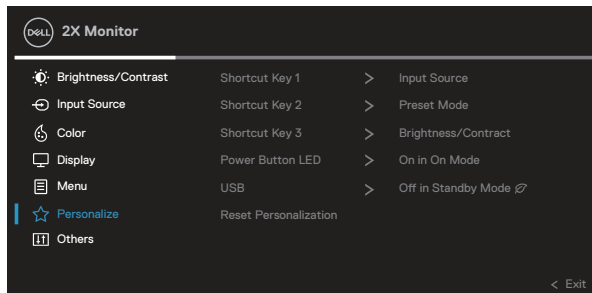 DELL 2X Monitor
Brightness/Contrast Shortcut Key 1 > Input Source
Input Source Shortcut Key 2 > Preset Mode
Color Shortcut Key 3 > Brightness/Contract
Display Power Button LED > On in On Mode
Menu USB > Off in Standby Mode
Personalize Reset Personalization
Others
< Exit